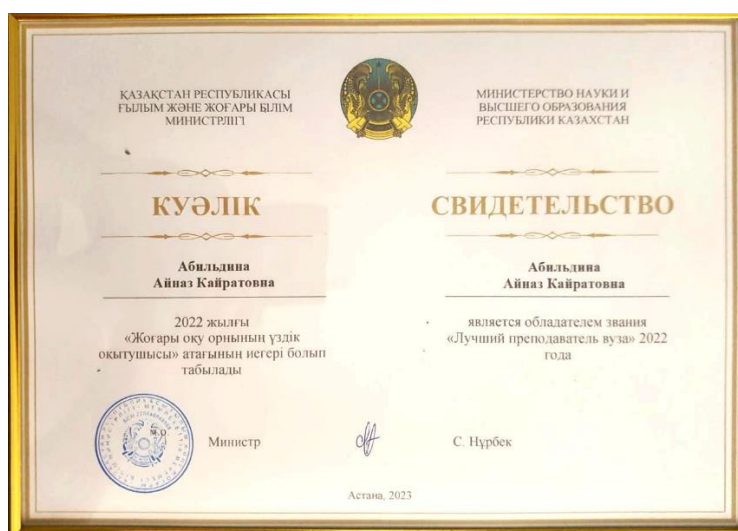 ҚАЗАҚСТАН РЕСПУБЛИКАСЫ
ҒЫЛЫМ ЖӘНЕ ЖОҒАРЫ БІЛІМ
МИНИСТРЛІГІ
КУӘЛІК
Абильдина
Айназ Кайратовна
2022 жылғы
«Жоғары оқу орнының үздік
оқытушысы» атағының иегері болып
табылады
МИНИСТЕРСТВО НАУКИ И
ВЫСШЕГО ОБРАЗОВАНИЯ
РЕСПУБЛИКИ КАЗАХСТАН
СВИДЕТЕЛЬСТВО
Абильдина
Айназ Кайратовна
является обладателем звания
«Лучший преподаватель вуза» 2022
года
М.О.
Министр
С. Нұрбек
Астана, 2023